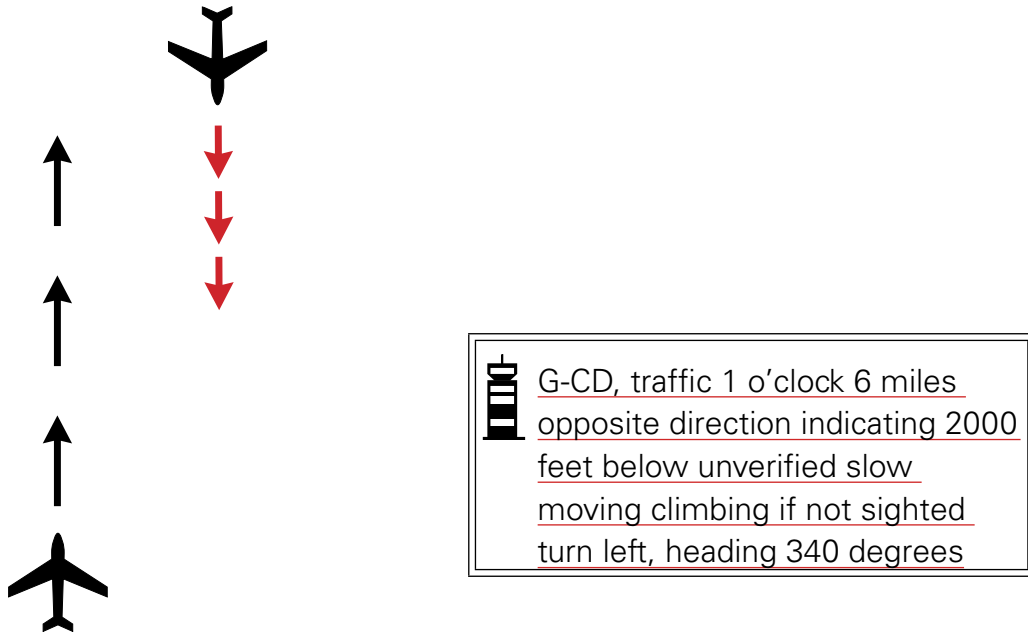 G-CD, traffic 1 o’clock 6 miles
opposite direction indicating 2000
feet below unverified slow
moving climbing if not sighted
turn left, heading 340 degrees